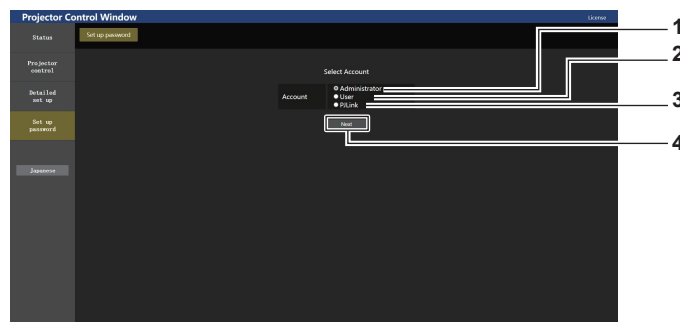 Projector Control Window
License
Status
Set up password
Projector
control
Select Account
Detailed
set up
Account
Administrator
User
PJLink
Set up
password
Next
Japanese
1
2
3
4